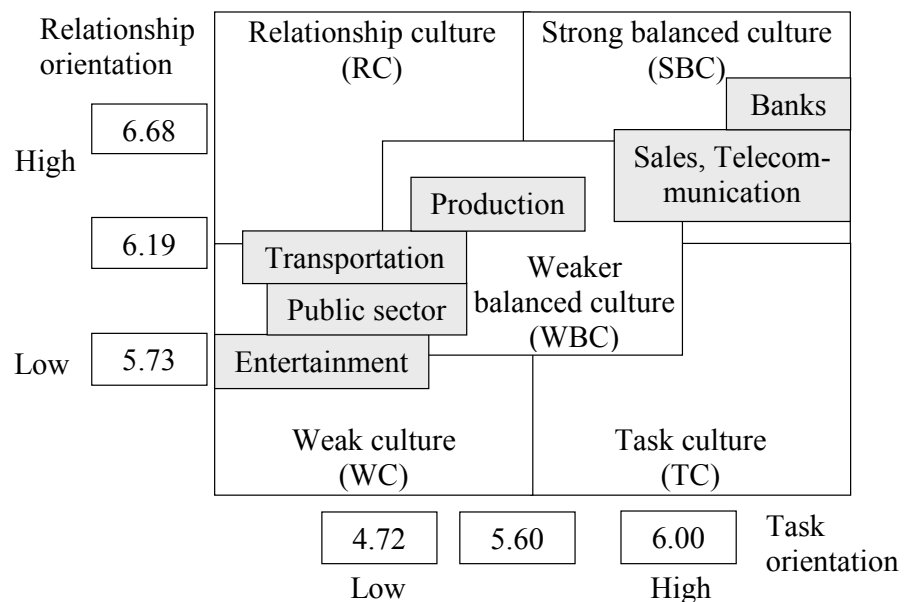 Relationship
orientation
Relationship culture
(RC)
Strong balanced culture
(SBC)
Banks
6.68
High
Sales, Telecom-
munication
Production
6.19
Transportation
Weaker
balanced culture
(WBC)
Public sector
Low
5.73
Entertainment
Weak culture
(WC)
Task culture
(TC)
4.72
5.60
6.00
Task
orientation
Low
High